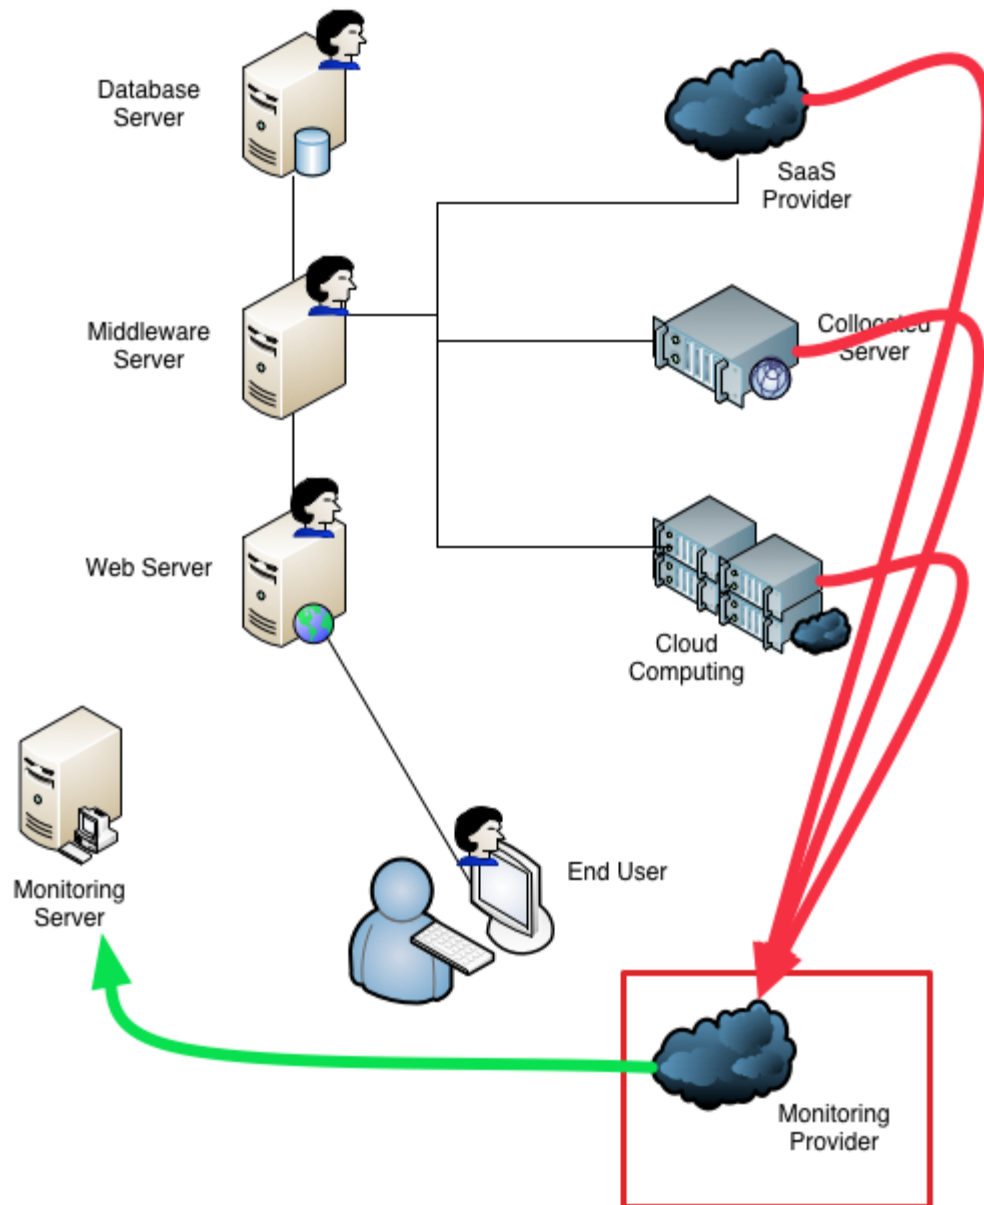 Database
Server
SaaS
Provider
Middleware
Server
Collocated
Server
Web Server
Cloud
Computing
End User
Monitoring
Server
Monitoring
Provider